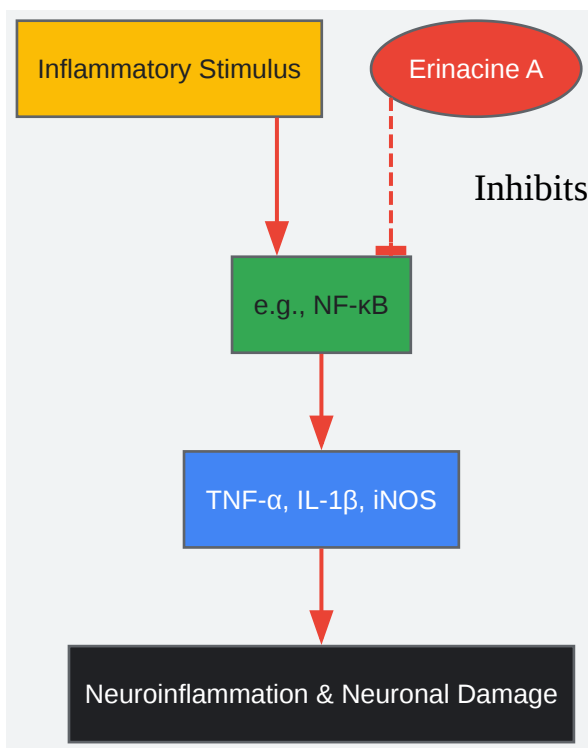 Inflammatory Stimulus
Erinacine A
Inhibits
e.g., NF-κB
TNF-α, IL-1β, iNOS
Neuroinflammation & Neuronal Damage